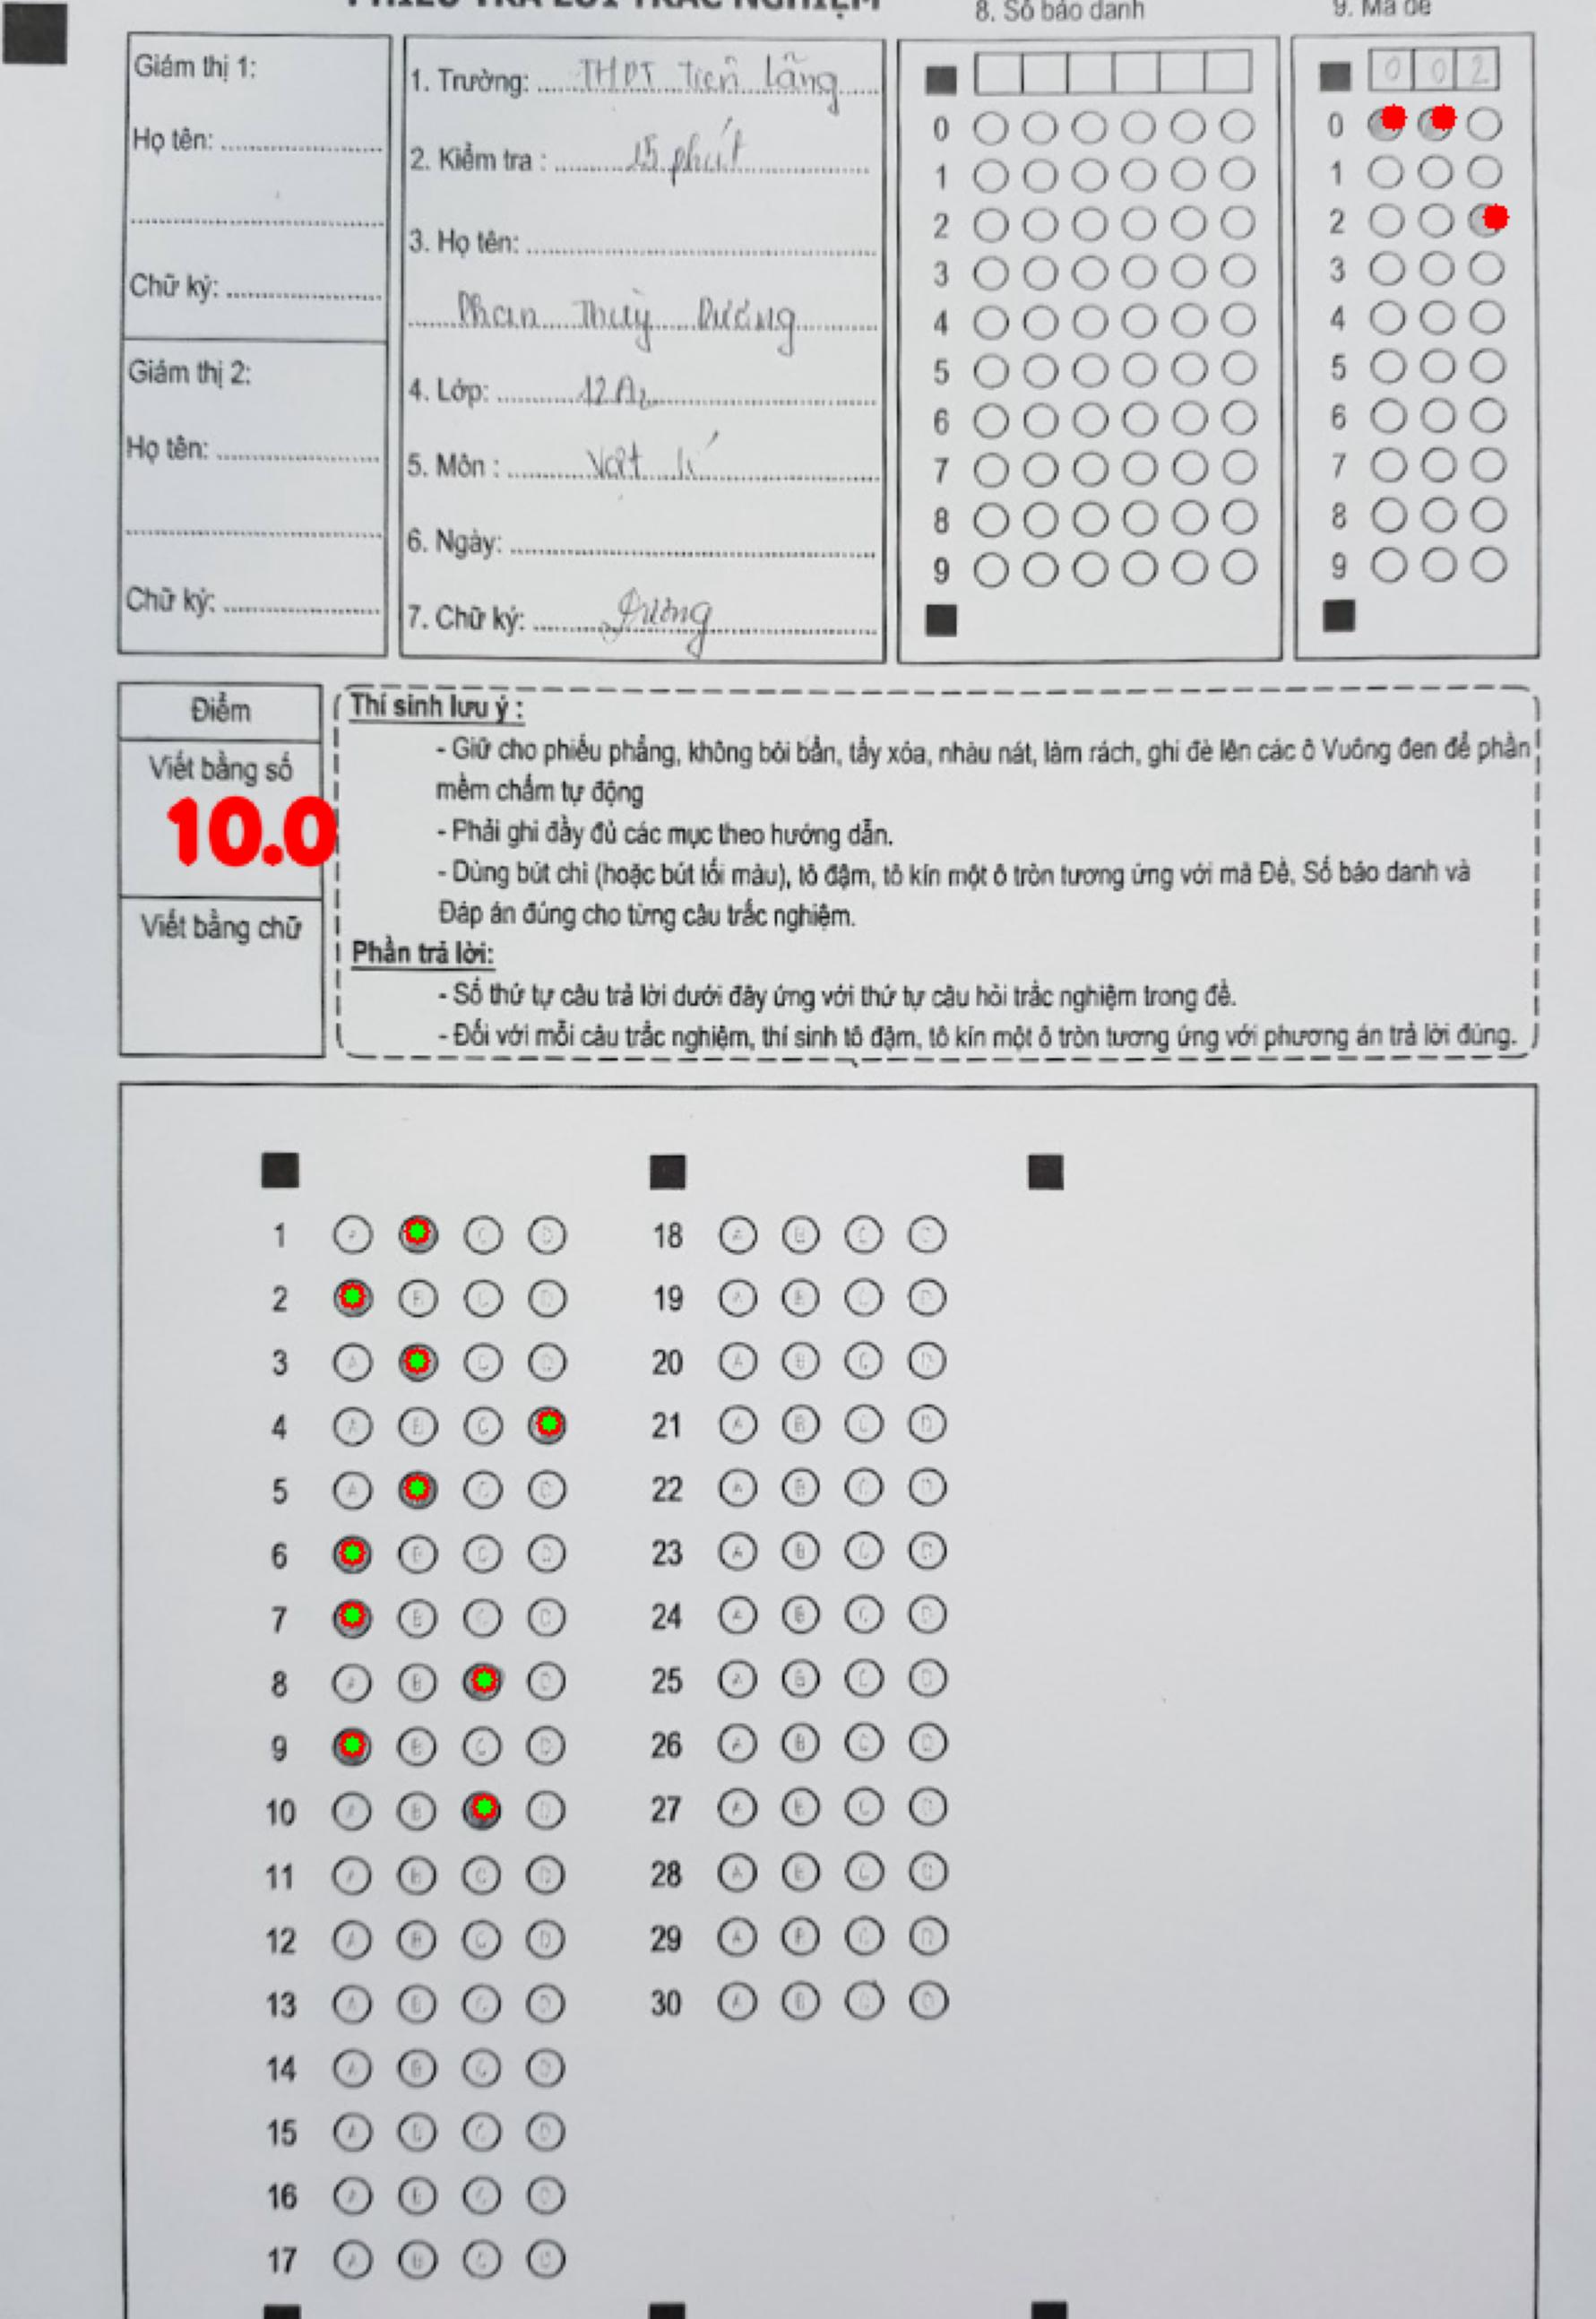 PHIẾU TRẢ LỜI TRẮC NGHIỆM
8. Số báo danh
9. Mã đề
Giám thị 1:
Họ tên:
Chữ ký:
Giám thị 2:
Họ tên:
Chữ ký:
1. Trường: THPT Tiên Lãng
2. Kiểm tra : 15 phút
3. Họ tên:
Phan Thuỳ Dương
4. Lớp: 12A2
5. Môn : Vật lí
6. Ngày:
7. Chữ ký: Dương
0
1
2
3
4
5
6
7
8
9
0 0 2
0
1
2
3
4
5
6
7
8
9
Điểm
Viết bằng số
10.0
Viết bằng chữ
Thí sinh lưu ý :
- Giữ cho phiếu phẳng, không bôi bẩn, tẩy xóa, nhàu nát, làm rách, ghi đè lên các ô Vuông đen để phần
mềm chấm tự động
- Phải ghi đầy đủ các mục theo hướng dẫn.
- Dùng bút chì (hoặc bút tối màu), tô đậm, tô kín một ô tròn tương ứng với mã Đề, Số báo danh và
Đáp án đúng cho từng câu trắc nghiệm.
Phần trả lời:
- Số thứ tự câu trả lời dưới đây ứng với thứ tự câu hỏi trắc nghiệm trong đề.
- Đối với mỗi câu trắc nghiệm, thí sinh tô đậm, tô kín một ô tròn tương ứng với phương án trả lời đúng.
1 A C D
2 B C D
3 A C D
4 A B C
5 A C D
6 B C D
7 B C D
8 A B D
9 B C D
10 A B D
11 A B C D
12 A B C D
13 A B C D
14 A B C D
15 A B C D
16 A B C D
17 A B C D
18 A B C D
19 A B C D
20 A B C D
21 A B C D
22 A B C D
23 A B C D
24 A B C D
25 A B C D
26 A B C D
27 A B C D
28 A B C D
29 A B C D
30 A B C D